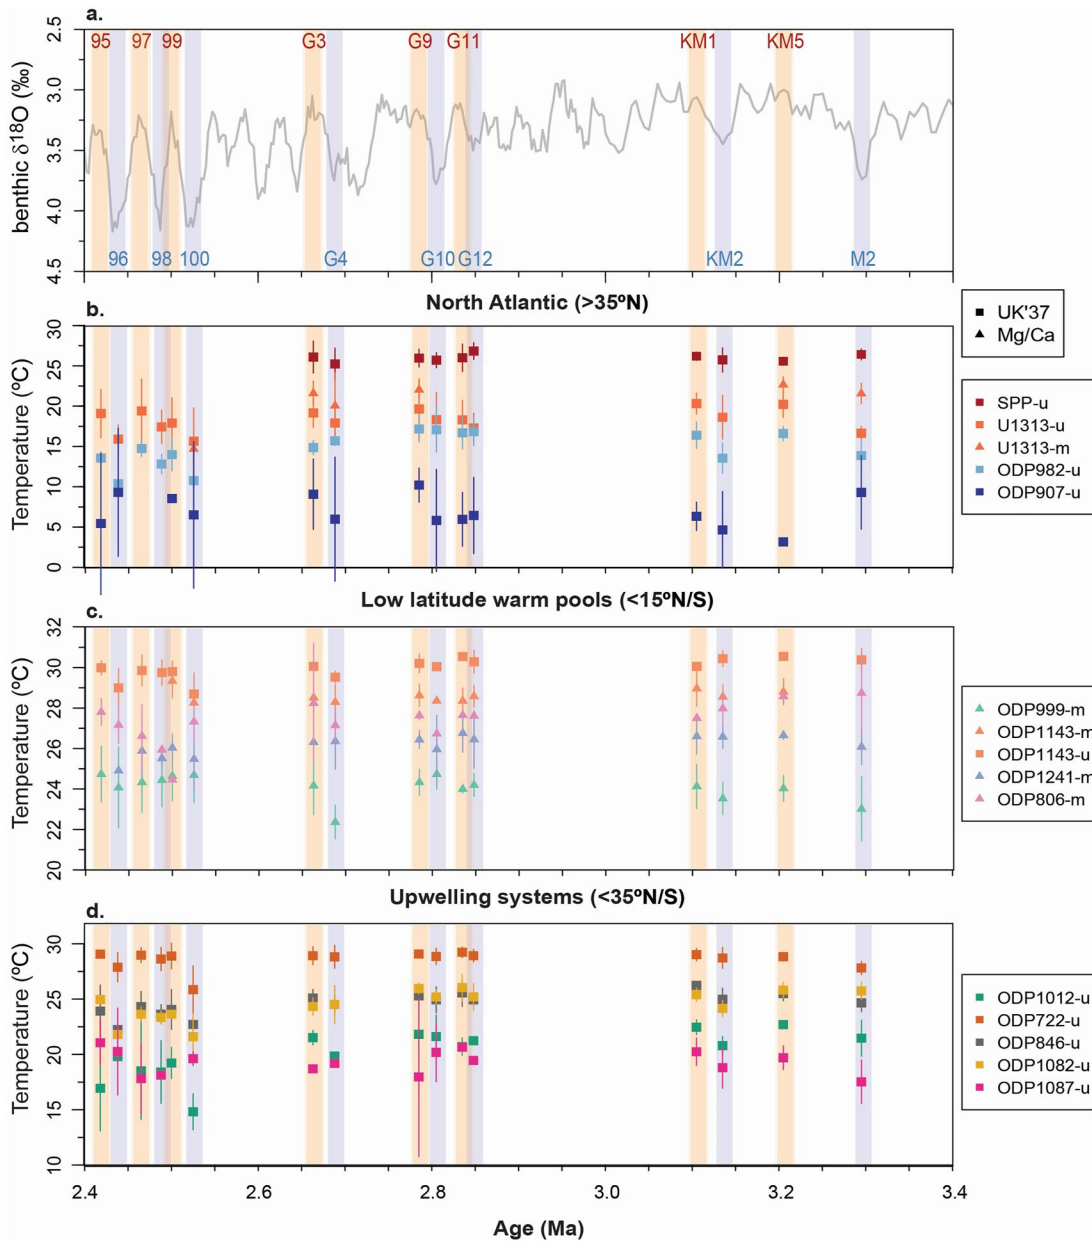 a.
2.5
3.0
3.5
4.0
4.5
benthic δ18O (‰)
95 97 99 G3 G9 G11 KM1 KM5
96 98 100 G4 G10 G12 KM2 M2
b. North Atlantic (>35ºN)
30
25
20
15
10
5
0
Temperature (ºC)
UK'37
Mg/Ca
SPP-u
U1313-u
U1313-m
ODP982-u
ODP907-u
c. Low latitude warm pools (<15ºN/S)
32
30
28
26
24
22
20
Temperature (ºC)
ODP999-m
ODP1143-m
ODP1143-u
ODP1241-m
ODP806-m
d. Upwelling systems (<35ºN/S)
30
25
20
15
10
Temperature (ºC)
ODP1012-u
ODP722-u
ODP846-u
ODP1082-u
ODP1087-u
2.4 2.6 2.8 3.0 3.2 3.4
Age (Ma)